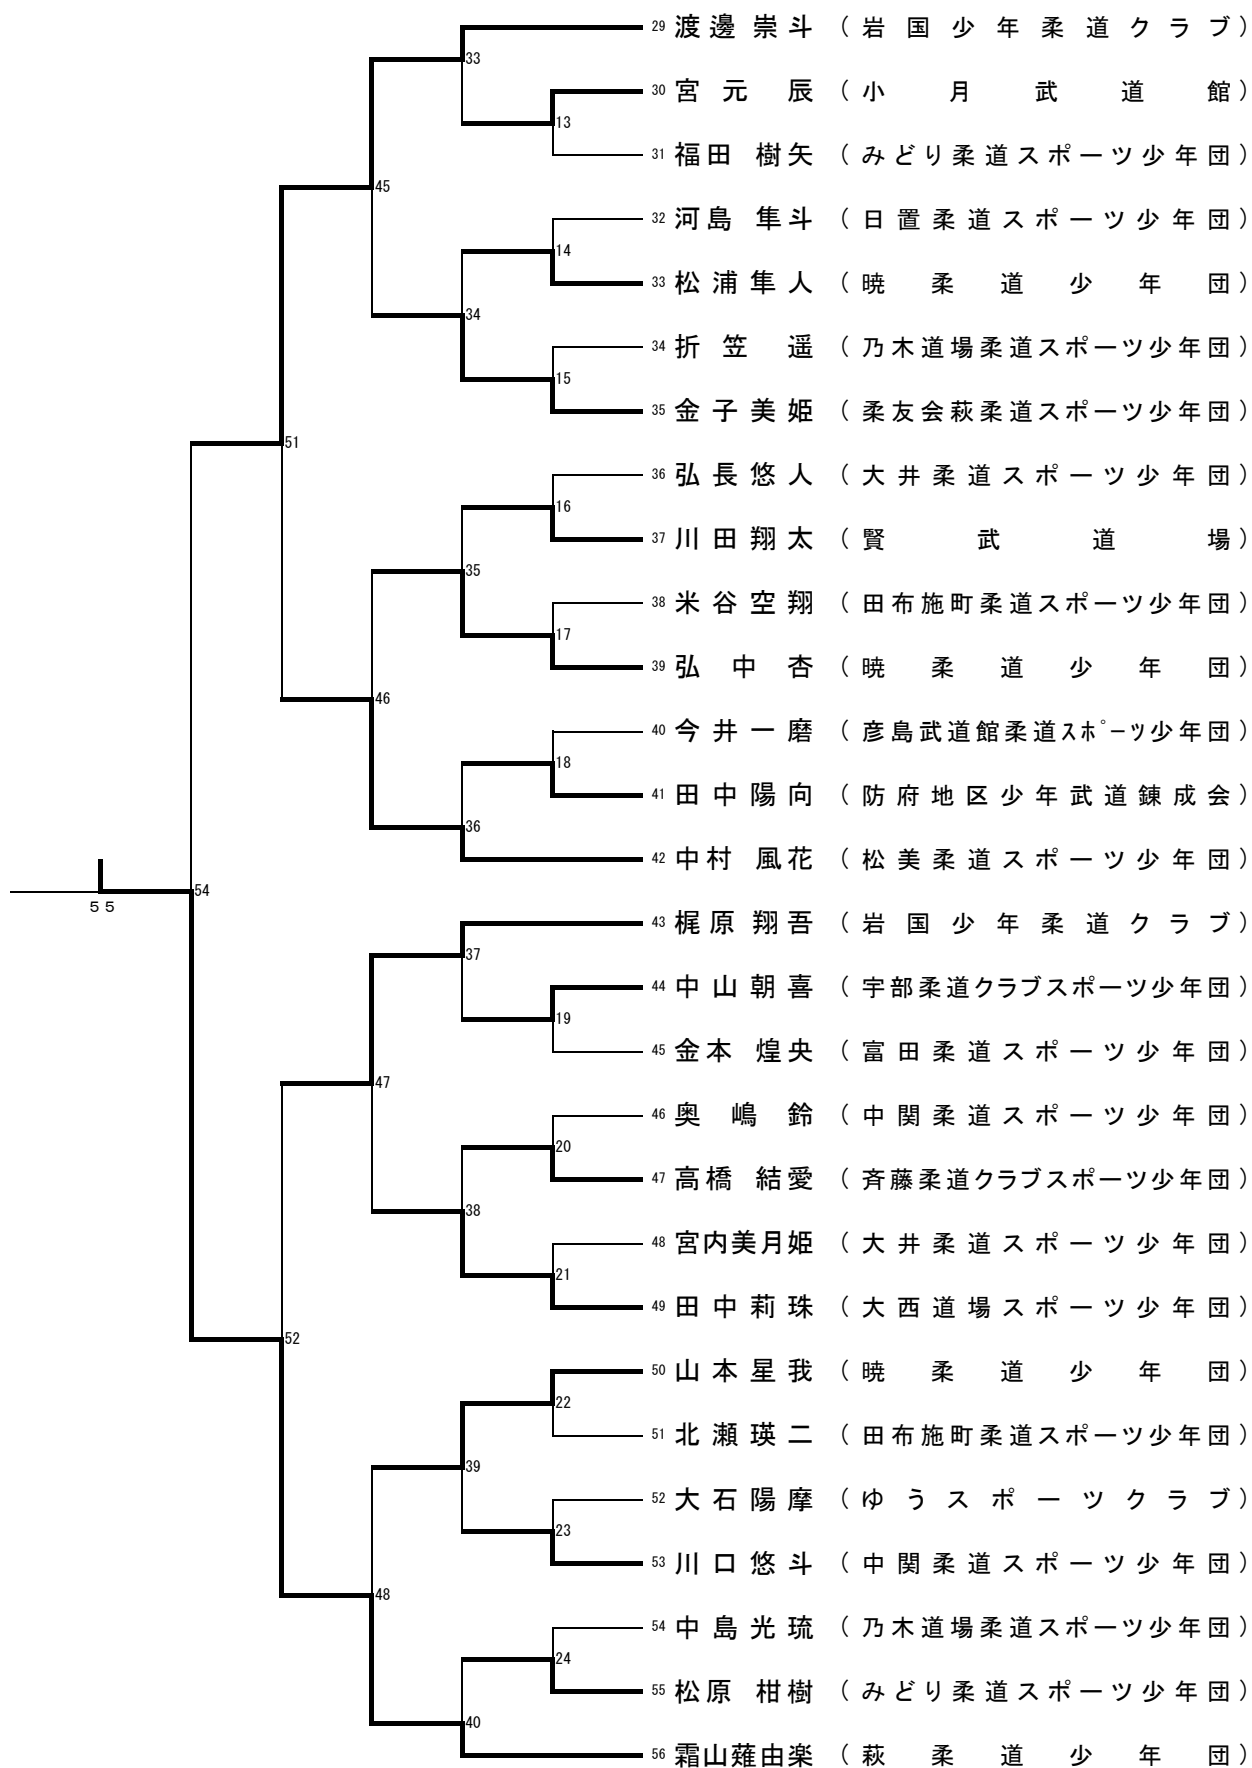 29 渡邊崇斗 （岩国少年柔道クラブ）
33
30 宮元 辰 （小月武道館）
13
31 福田 樹矢 （みどり柔道スポーツ少年団）
45
32 河島 隼斗 （日置柔道スポーツ少年団）
14
33 松浦隼人 （暁柔道少年団）
34
34 折笠 遥 （乃木道場柔道スポーツ少年団）
15
35 金子美姫 （柔友会萩柔道スポーツ少年団）
51
36 弘長悠人 （大井柔道スポーツ少年団）
16
37 川田翔太 （賢武道場）
35
38 米谷空翔 （田布施町柔道スポーツ少年団）
17
39 弘中杏 （暁柔道少年団）
46
40 今井一磨 （彦島武道館柔道ｽﾎﾟｰﾂ少年団）
18
41 田中陽向 （防府地区少年武道錬成会）
36
42 中村 風花 （松美柔道スポーツ少年団）
54
５５
43 梶原 翔吾 （岩国少年柔道クラブ）
37
44 中山朝喜 （宇部柔道クラブスポーツ少年団）
19
45 金本 煌央 （富田柔道スポーツ少年団）
47
46 奥嶋鈴 （中関柔道スポーツ少年団）
20
47 高橋 結愛 （斉藤柔道クラブスポーツ少年団）
38
48 宮内美月姫 （大井柔道スポーツ少年団）
21
49 田中莉珠 （大西道場スポーツ少年団）
52
50 山本星我 （暁柔道少年団）
22
51 北瀬瑛二 （田布施町柔道スポーツ少年団）
39
52 大石陽摩 （ゆうスポーツクラブ）
23
53 川口悠斗 （中関柔道スポーツ少年団）
48
54 中島光琉 （乃木道場柔道スポーツ少年団）
24
55 松原 柑樹 （みどり柔道スポーツ少年団）
40
56 霜山薙由楽 （萩柔道少年団）